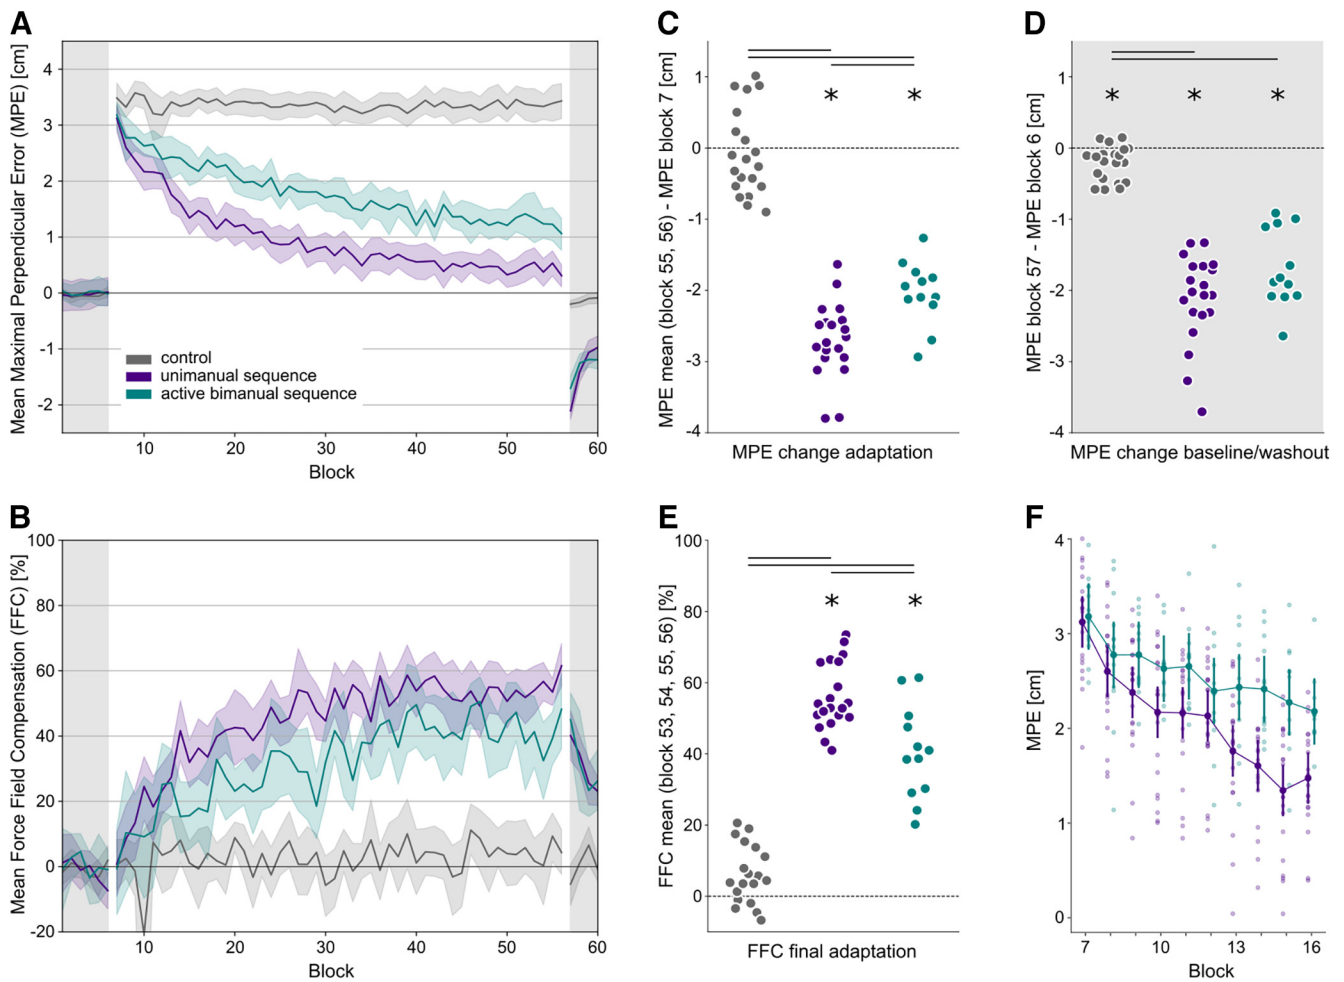 A
Mean Maximal Perpendicular Error (MPE) [cm]
4
3
2
1
0
-1
-2
control
unimanual sequence
active bimanual sequence
10
20
30
40
50
60
Block
C
MPE mean (block 55, 56) - MPE block 7 [cm]
1
0
-1
-2
-3
-4
* *
MPE change adaptation
D
MPE block 57 - MPE block 6 [cm]
1
0
-1
-2
-3
-4
* * *
MPE change baseline/washout
B
Mean Force Field Compensation (FFC) [%]
100
80
60
40
20
0
-20
10
20
30
40
50
60
Block
E
FFC mean (block 53, 54, 55, 56) [%]
100
80
60
40
20
0
* *
FFC final adaptation
F
MPE [cm]
4
3
2
1
0
7
10
13
16
Block